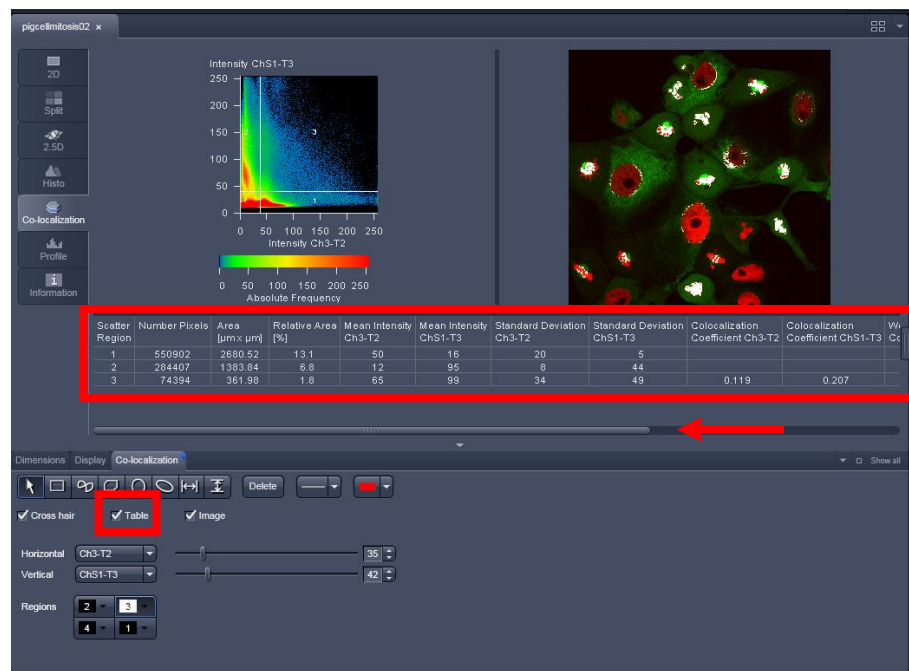 pigcellmitosis02 ×
2D
Split
2.5D
Histo
Co-localization
Profile
i
Information
Intensity ChS1-T3
250
200
150
100
50
0
2
3
1
0 50 100 150 200 250
Intensity Ch3-T2
0 50 100 150 200 250
Absolute Frequency
Scatter Region Number Pixels Area [µm x µm] Relative Area [%] Mean Intensity Ch3-T2 Mean Intensity ChS1-T3 Standard Deviation Ch3-T2 Standard Deviation ChS1-T3 Colocalization Coefficient Ch3-T2 Colocalization Coefficient ChS1-T3
1 550902 2680.52 13.1 50 16 20 5
2 284407 1383.84 6.8 12 95 8 44
3 74394 361.98 1.8 65 99 34 49 0.119 0.207
Dimensions Display Co-localization Show all
Delete
Cross hair Table Image
Horizontal Ch3-T2 35
Vertical ChS1-T3 42
Regions 2 3
4 1